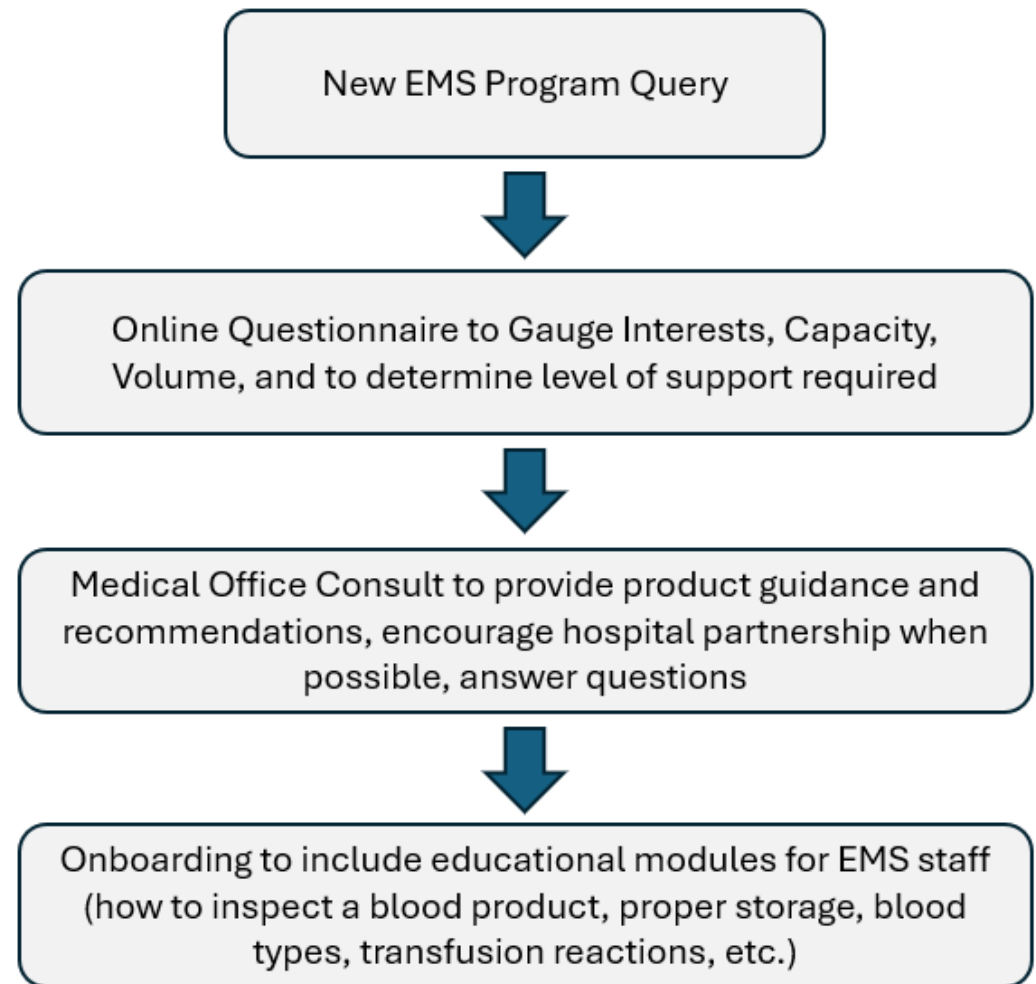 New EMS Program Query
Online Questionnaire to Gauge Interests, Capacity,
Volume, and to determine level of support required
Medical Office Consult to provide product guidance and
recommendations, encourage hospital partnership when
possible, answer questions
Onboarding to include educational modules for EMS staff
(how to inspect a blood product, proper storage, blood
types, transfusion reactions, etc.)